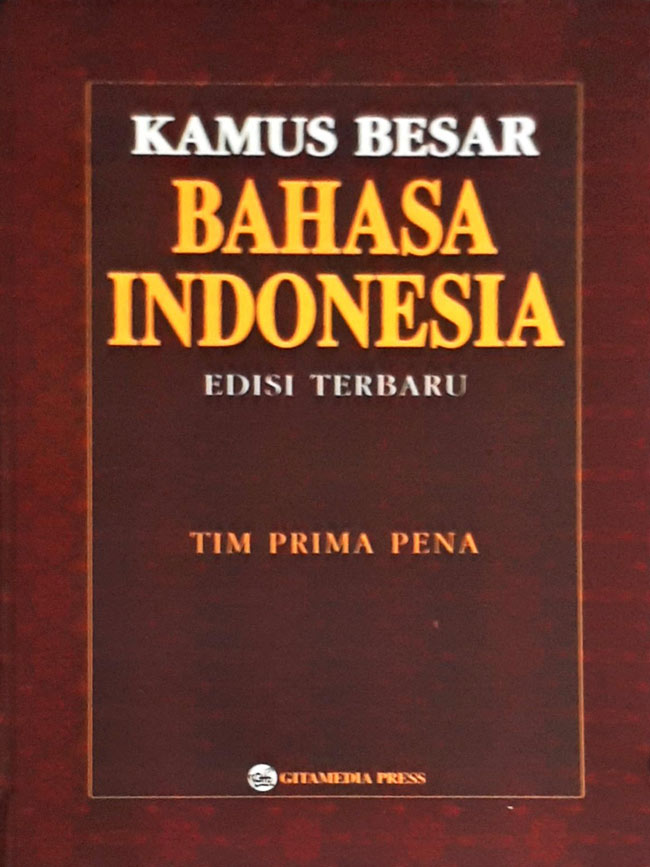 KAMUS BESAR
BAHASA
INDONESIA
EDISI TERBARU
TIM PRIMA PENA
GITAMEDIA PRESS